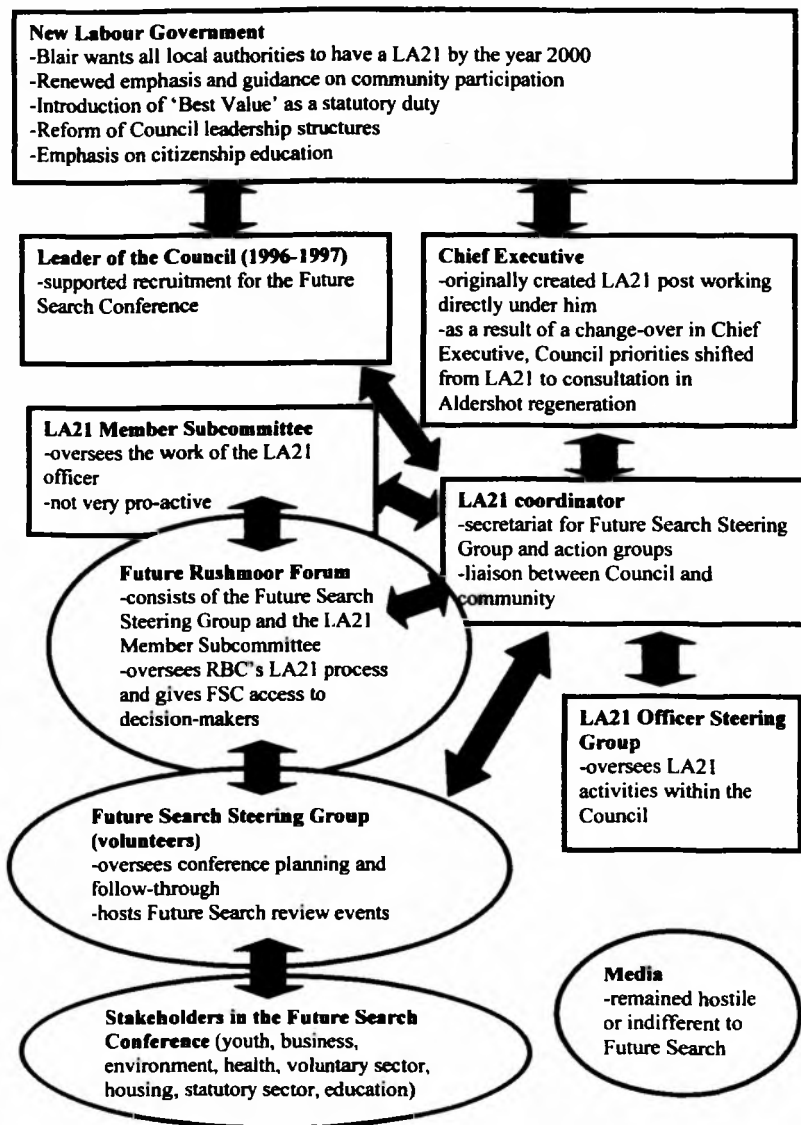 New Labour Government
-Blair wants all local authorities to have a LA21 by the year 2000
-Renewed emphasis and guidance on community participation
-Introduction of 'Best Value' as a statutory duty
-Reform of Council leadership structures
-Emphasis on citizenship education
Leader of the Council (1996-1997)
-supported recruitment for the Future
Search Conference
Chief Executive
-originally created LA21 post working
directly under him
-as a result of a change-over in Chief
Executive, Council priorities shifted
from LA21 to consultation in
Aldershot regeneration
LA21 Member Subcommittee
-oversees the work of the LA21
officer
-not very pro-active
LA21 coordinator
-secretariat for Future Search Steering
Group and action groups
-liaison between Council and
community
Future Rushmoor Forum
-consists of the Future Search
Steering Group and the LA21
Member Subcommittee
-oversees RBC's LA21 process
and gives FSC access to
decision-makers
LA21 Officer Steering
Group
-oversees LA21
activities within the
Council
Future Search Steering Group
(volunteers)
-oversees conference planning and
follow-through
-hosts Future Search review events
Media
-remained hostile
or indifferent to
Future Search
Stakeholders in the Future Search
Conference (youth, business,
environment, health, voluntary sector,
housing, statutory sector, education)